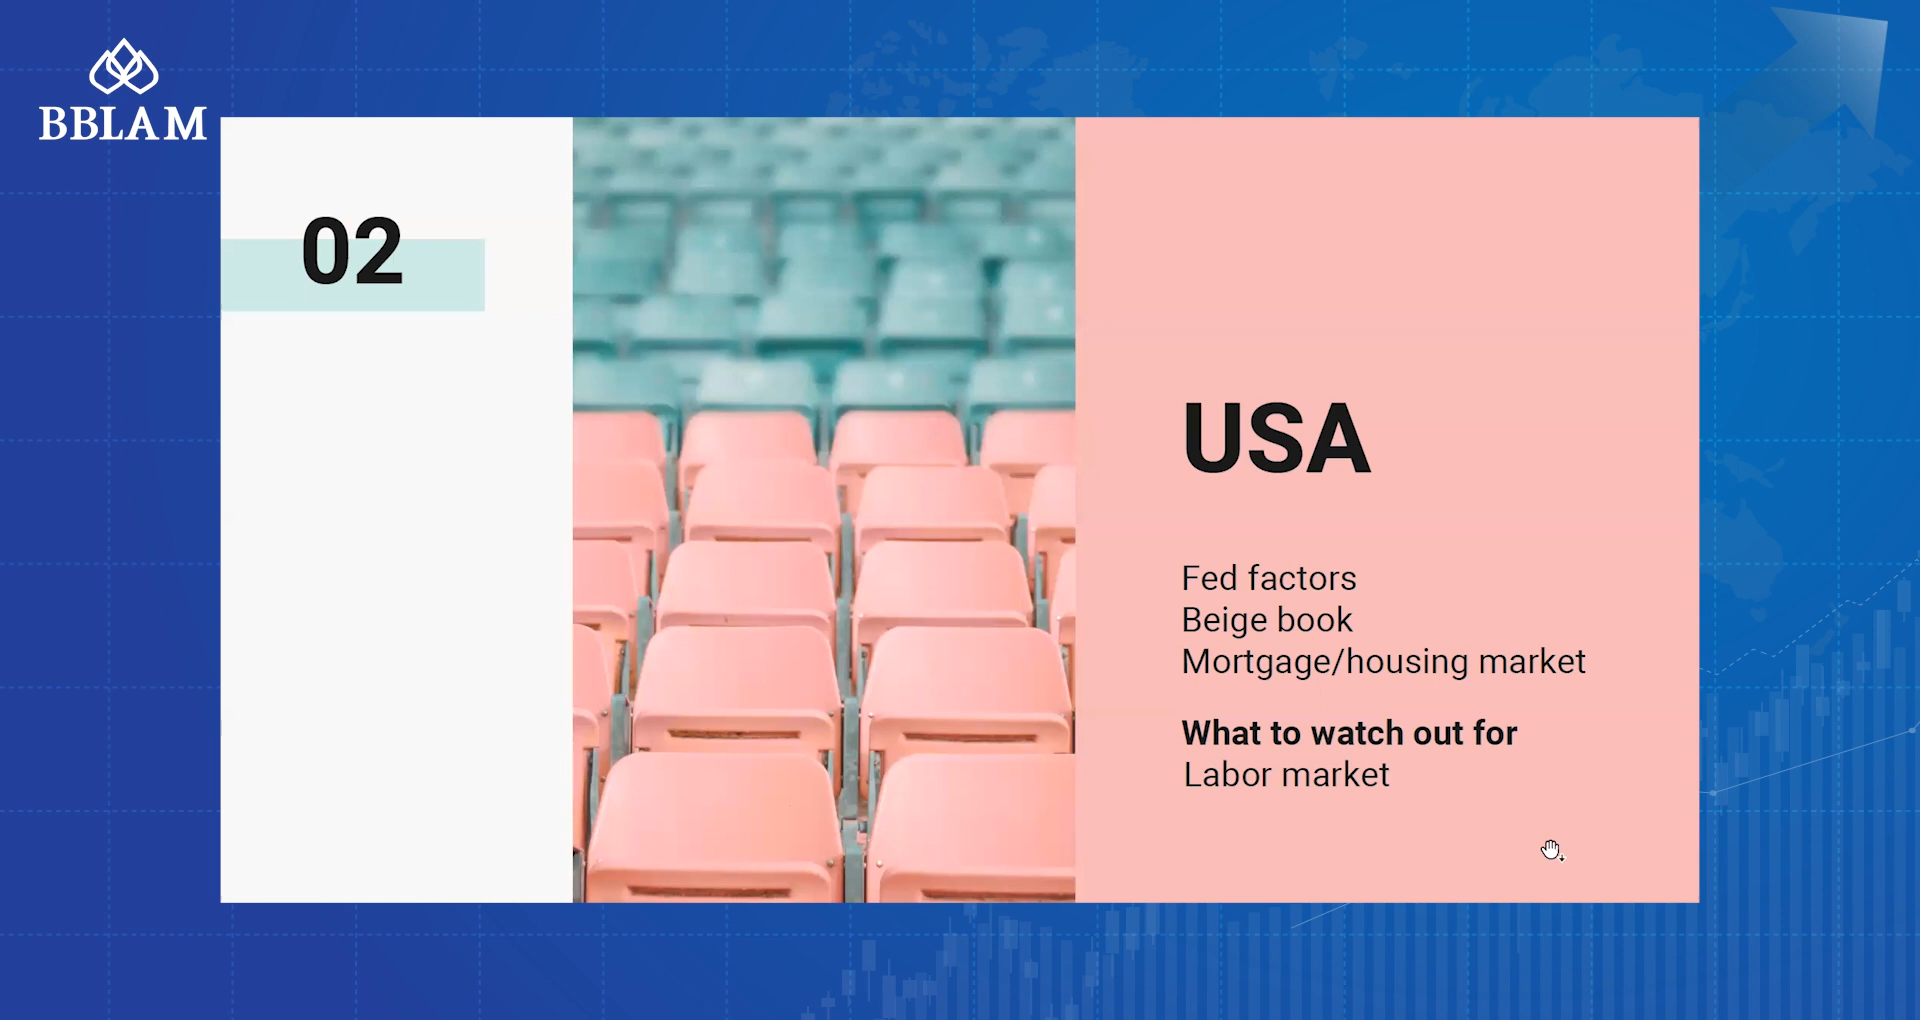 BBLAM
02
USA
Fed factors
Beige book
Mortgage/housing market
What to watch out for
Labor market